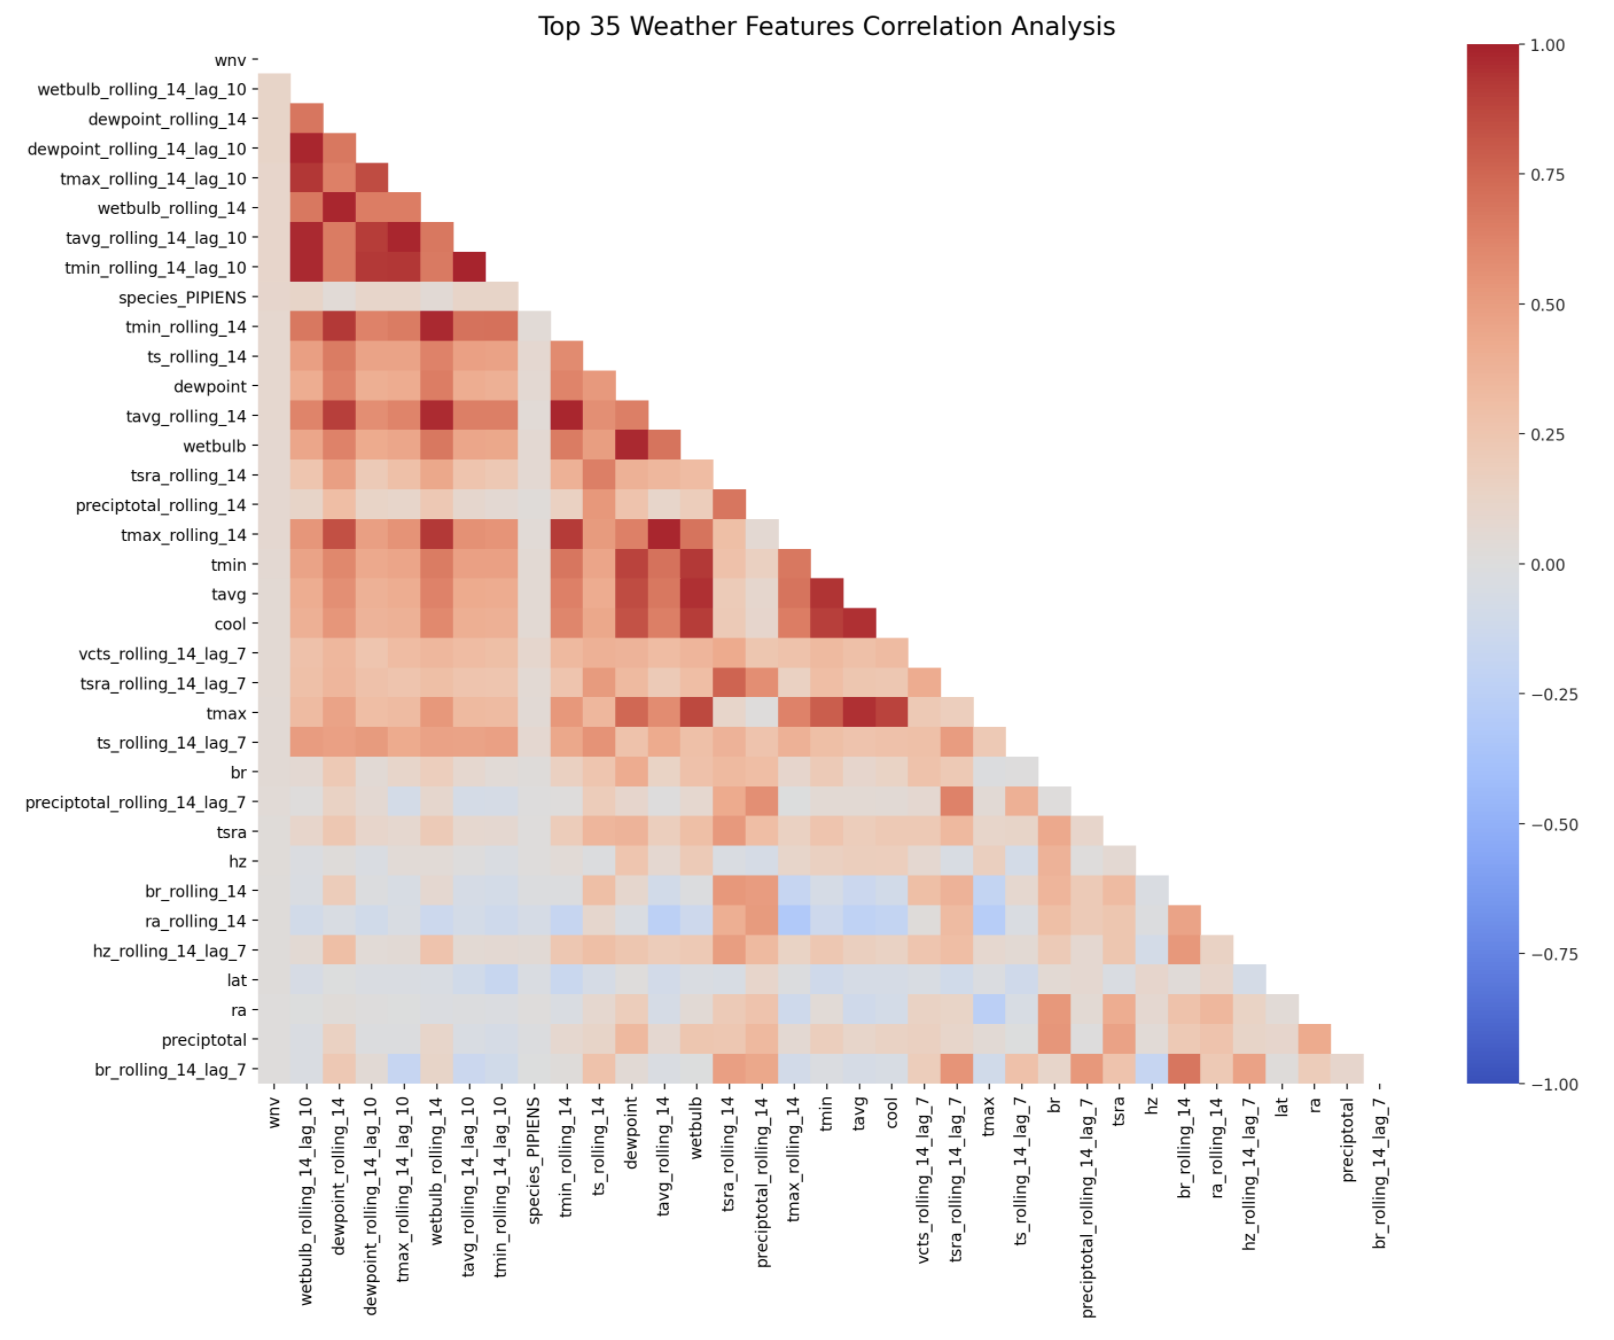 Top 35 Weather Features Correlation Analysis
wnv
wetbulb_rolling_14_lag_10
dewpoint_rolling_14
dewpoint_rolling_14_lag_10
tmax_rolling_14_lag_10
wetbulb_rolling_14
tavg_rolling_14_lag_10
tmin_rolling_14_lag_10
species_PIPIENS
tmin_rolling_14
ts_rolling_14
dewpoint
tavg_rolling_14
wetbulb
tsra_rolling_14
preciptotal_rolling_14
tmax_rolling_14
tmin
tavg
cool
vcts_rolling_14_lag_7
tsra_rolling_14_lag_7
tmax
ts_rolling_14_lag_7
br
preciptotal_rolling_14_lag_7
tsra
hz
br_rolling_14
ra_rolling_14
hz_rolling_14_lag_7
lat
ra
preciptotal
br_rolling_14_lag_7
wnv
wetbulb_rolling_14_lag_10
dewpoint_rolling_14
dewpoint_rolling_14_lag_10
tmax_rolling_14_lag_10
wetbulb_rolling_14
tavg_rolling_14_lag_10
tmin_rolling_14_lag_10
species_PIPIENS
tmin_rolling_14
ts_rolling_14
dewpoint
tavg_rolling_14
wetbulb
tsra_rolling_14
preciptotal_rolling_14
tmax_rolling_14
tmin
tavg
cool
vcts_rolling_14_lag_7
tsra_rolling_14_lag_7
tmax
ts_rolling_14_lag_7
br
preciptotal_rolling_14_lag_7
tsra
hz
br_rolling_14
ra_rolling_14
hz_rolling_14_lag_7
lat
ra
preciptotal
br_rolling_14_lag_7
1.00
0.75
0.50
0.25
0.00
−0.25
−0.50
−0.75
−1.00